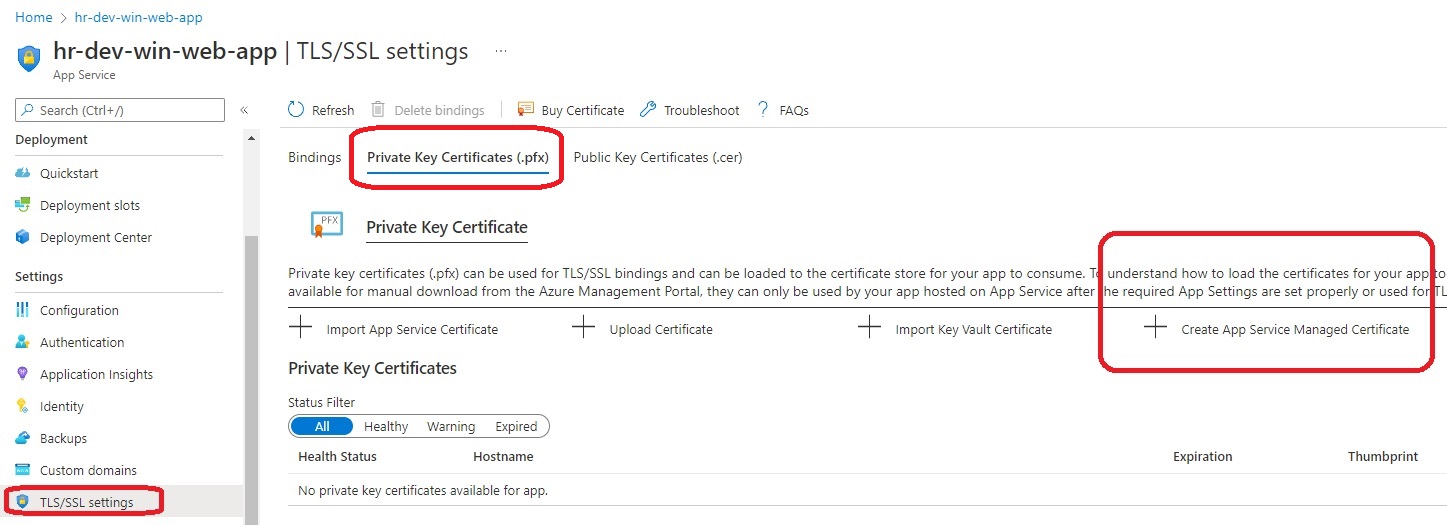 Home > hr-dev-win-web-app
hr-dev-win-web-app | TLS/SSL settings ...
App Service
Search (Ctrl+/) «
Deployment
Quickstart
Deployment slots
Deployment Center
Settings
Configuration
Authentication
Application Insights
Identity
Backups
Custom domains
TLS/SSL settings
Refresh Delete bindings Buy Certificate Troubleshoot ? FAQs
Bindings Private Key Certificates (.pfx) Public Key Certificates (.cer)
PFX Private Key Certificate
Private key certificates (.pfx) can be used for TLS/SSL bindings and can be loaded to the certificate store for your app to consume. To understand how to load the certificates for your app to
available for manual download from the Azure Management Portal, they can only be used by your app hosted on App Service after the required App Settings are set properly or used for TL
Import App Service Certificate Upload Certificate Import Key Vault Certificate Create App Service Managed Certificate
Private Key Certificates
Status Filter
All Healthy Warning Expired
Health Status Hostname Expiration Thumbprint
No private key certificates available for app.